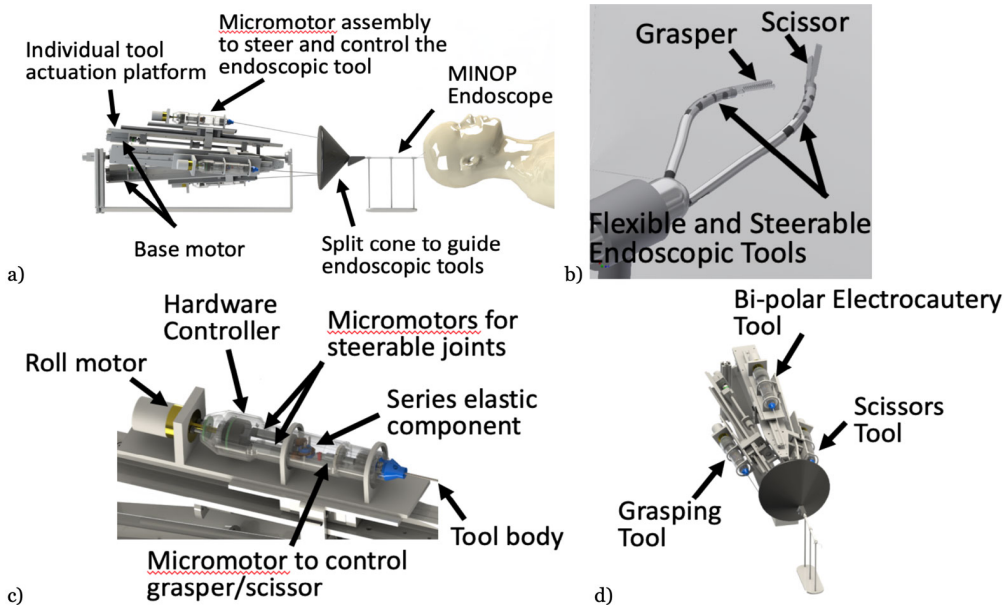 Micromotor assembly
to steer and control the
endoscopic tool
Individual tool
actuation platform
MINOP
Endoscope
Base motor
Split cone to guide
endoscopic tools
a)
Grasper
Scissor
Flexible and Steerable
Endoscopic Tools
b)
Hardware
Controller
Micromotors for
steerable joints
Roll motor
Series elastic
component
Tool body
Micromotor to control
grasper/scissor
c)
Bi-polar Electrocautery
Tool
Scissors
Tool
Grasping
Tool
d)